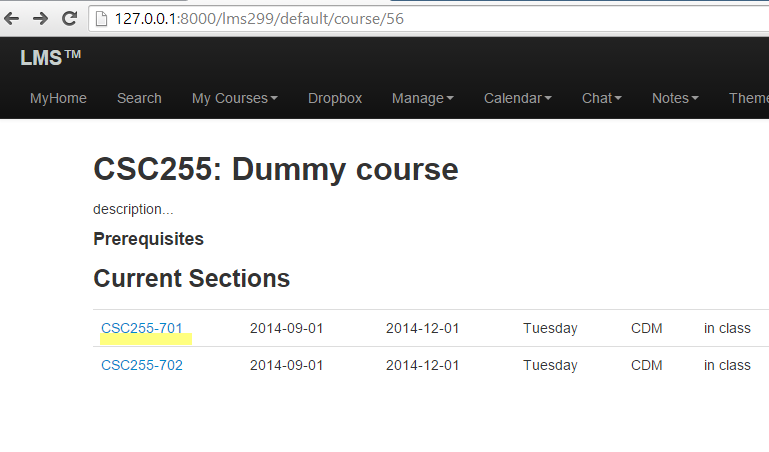 127.0.0.1:8000/lms299/default/course/56
LMS™
MyHome Search My Courses Dropbox Manage Calendar Chat Notes Theme
CSC255: Dummy course
description...
Prerequisites
Current Sections
CSC255-701 2014-09-01 2014-12-01 Tuesday CDM in class
CSC255-702 2014-09-01 2014-12-01 Tuesday CDM in class